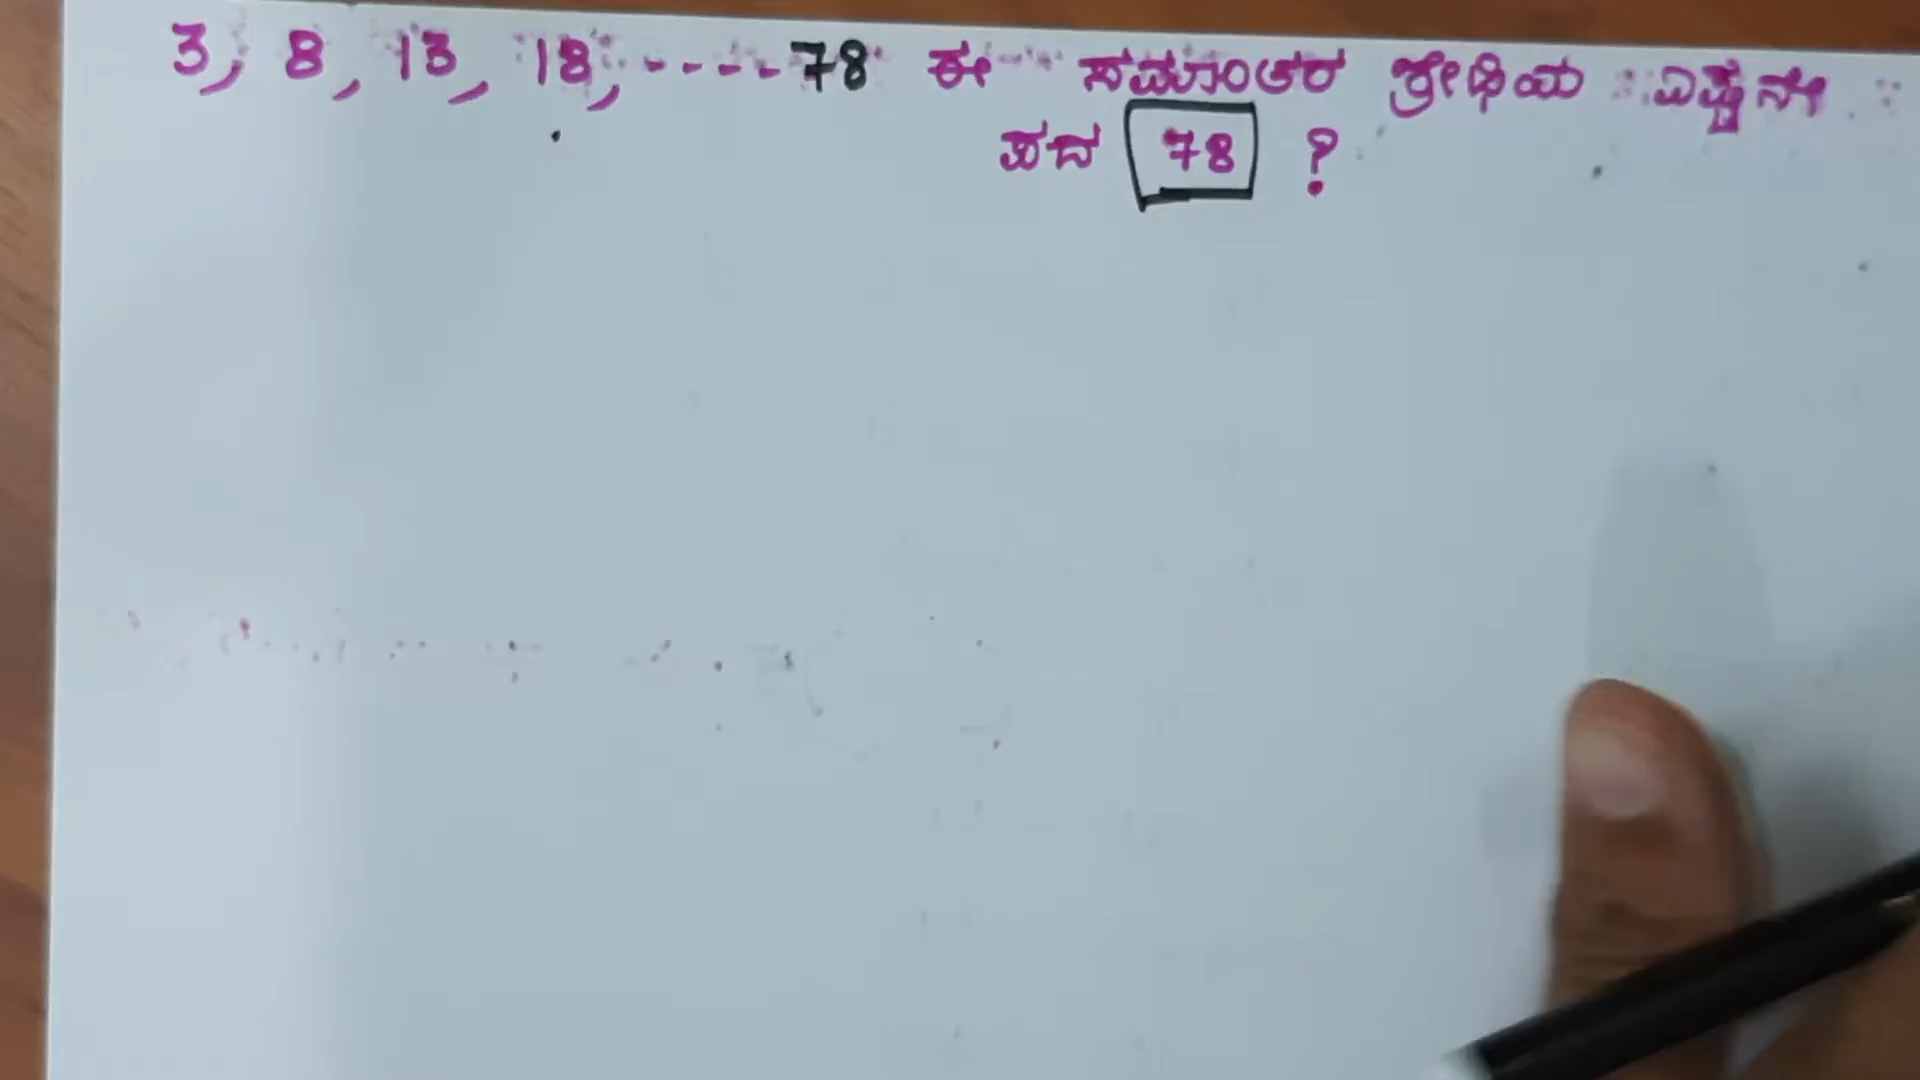 3, 8, 13, 18, ----78 ಈ ಸಮಾಂತರ ಶ್ರೇಢಿಯ ಎಷ್ಟನೇ
ಪದ 78 ?